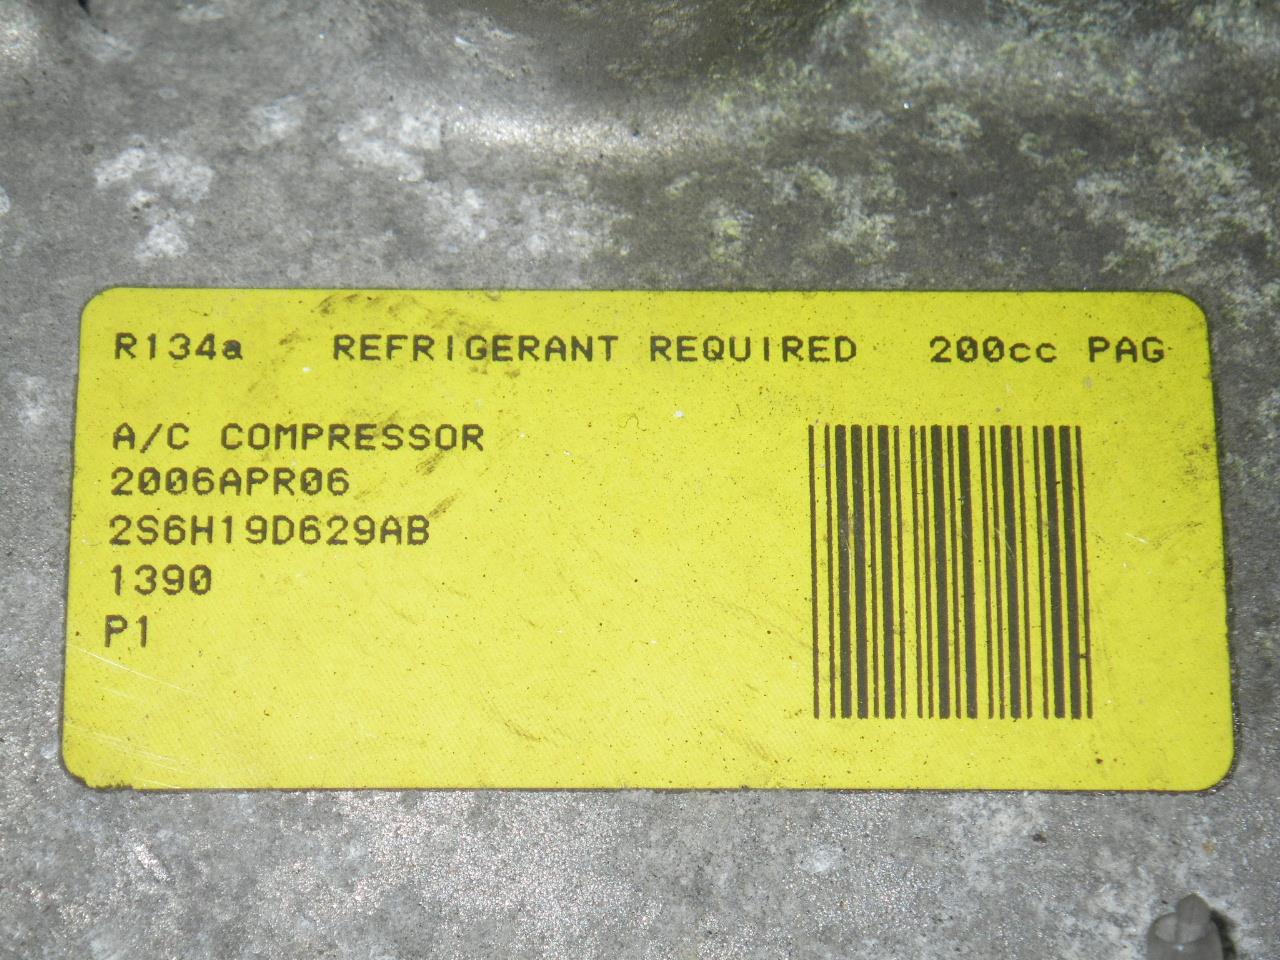 R134a REFRIGERANT REQUIRED 200cc PAG
A/C COMPRESSOR
2006APR06
2S6H19D629AB
1390
P1